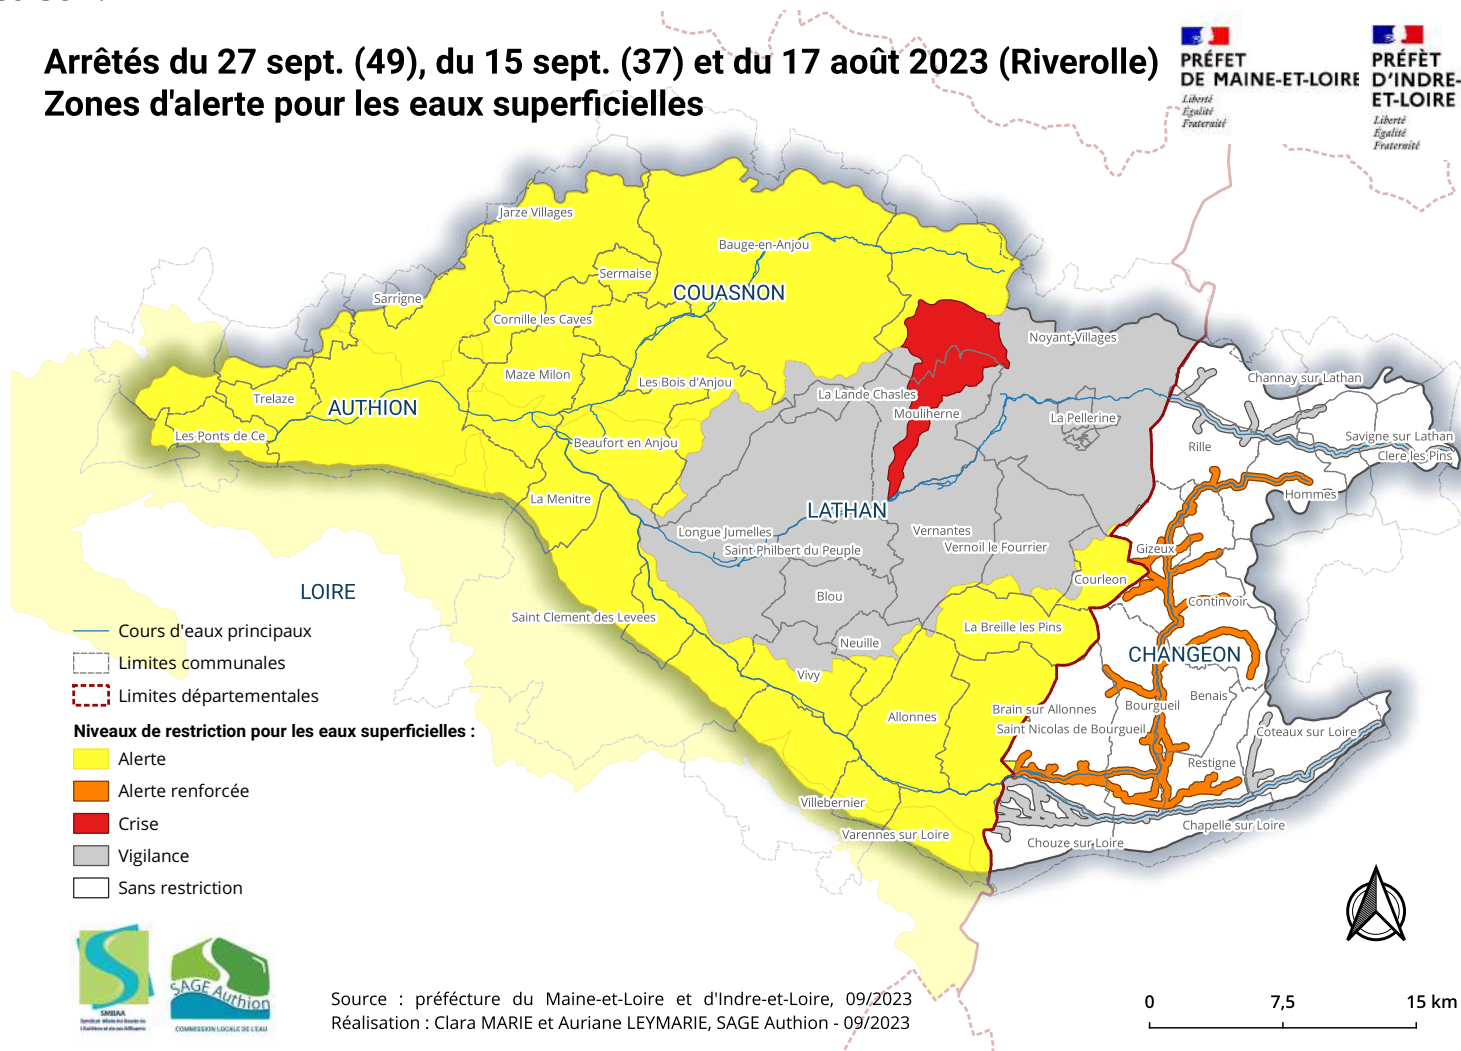 Arrêtés du 27 sept. (49), du 15 sept. (37) et du 17 août 2023 (Riverolle)
Zones d'alerte pour les eaux superficielles
PRÉFET
DE MAINE-ET-LOIRE
Liberté
Égalité
Fraternité
PRÉFÈT
D'INDRE-
ET-LOIRE
Liberté
Égalité
Fraternité
Jarze Villages
Bauge-en-Anjou
Sermaise
COUASNON
Sarrigne
Cornille les Caves
Noyant-Villages
Maze Milon
Les Bois d'Anjou
La Lande Chasles
Channay sur Lathan
Trelaze
AUTHION
Mouliherne
La Pellerine
Les Ponts de Ce
Beaufort en Anjou
Rille
Savigne sur Lathan
Clere les Pins
La Menitre
LATHAN
Hommes
Longue Jumelles
Vernantes
Saint Philbert du Peuple
Vernoil le Fourrier
Gizeux
Courleon
LOIRE
Blou
Continvoir
Saint Clement des Levees
La Breille les Pins
Neuille
CHANGEON
Vivy
Benais
Allonnes
Brain sur Allonnes
Bourgueil
Saint Nicolas de Bourgueil
Coteaux sur Loire
Restigne
Villebernier
Varennes sur Loire
Chapelle sur Loire
Chouze sur Loire
Cours d'eaux principaux
Limites communales
Limites départementales
Niveaux de restriction pour les eaux superficielles :
Alerte
Alerte renforcée
Crise
Vigilance
Sans restriction
SMBAA
SAGE Authion
COMMISSION LOCALE DE L'EAU
Source : préfécture du Maine-et-Loire et d'Indre-et-Loire, 09/2023
Réalisation : Clara MARIE et Auriane LEYMARIE, SAGE Authion - 09/2023
0 7,5 15 km